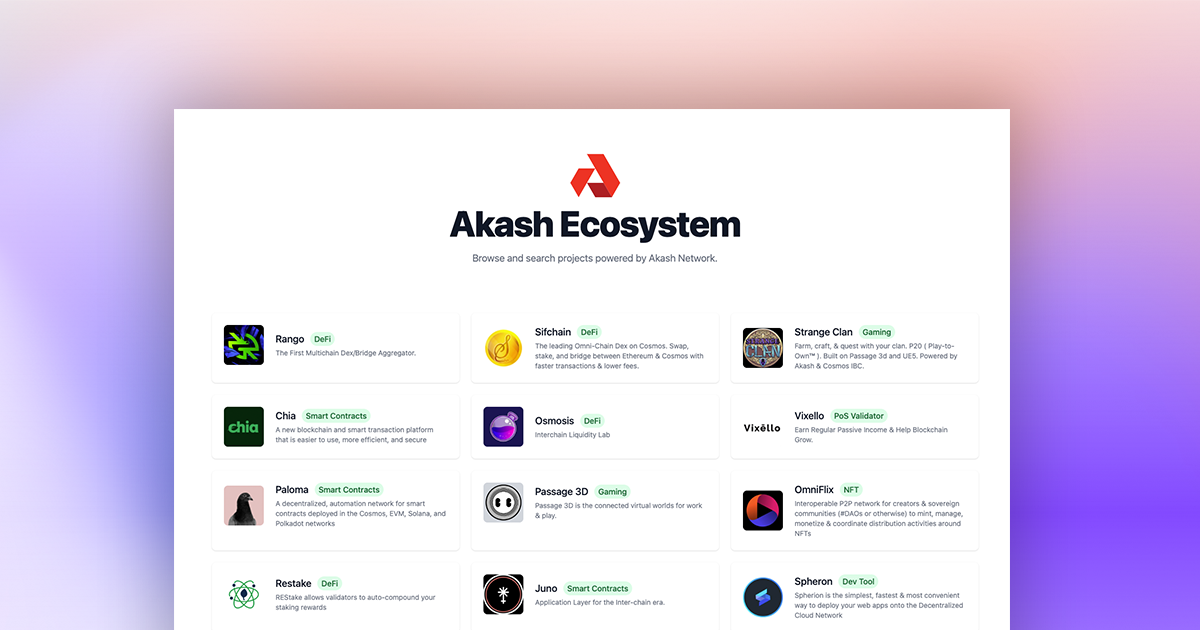 Akash Ecosystem
Browse and search projects powered by Akash Network.
Rango DeFi
The First Multichain Dex/Bridge Aggregator.
Sifchain DeFi
The leading Omni-Chain Dex on Cosmos. Swap,
stake, and bridge between Ethereum & Cosmos with
faster transactions & lower fees.
CLAN
Strange Clan Gaming
Farm, craft, & quest with your clan. P20 ( Play-to-
Own™ ). Built on Passage 3d and UE5. Powered by
Akash & Cosmos IBC.
chia
Chia Smart Contracts
A new blockchain and smart transaction platform
that is easier to use, more efficient, and secure
Osmosis DeFi
Interchain Liquidity Lab
Vixëllo
Vixello PoS Validator
Earn Regular Passive Income & Help Blockchain
Grow.
Paloma Smart Contracts
A decentralized, automation network for smart
contracts deployed in the Cosmos, EVM, Solana, and
Polkadot networks
Passage 3D Gaming
Passage 3D is the connected virtual worlds for work
& play.
OmniFlix NFT
Interoperable P2P network for creators & sovereign
communities (#DAOs or otherwise) to mint, manage,
monetize & coordinate distribution activities around
NFTs
Restake DeFi
REStake allows validators to auto-compound your
staking rewards
Juno Smart Contracts
Application Layer for the Inter-chain era.
Spheron Dev Tool
Spheron is the simplest, fastest & most convenient
way to deploy your web apps onto the Decentralized
Cloud Network